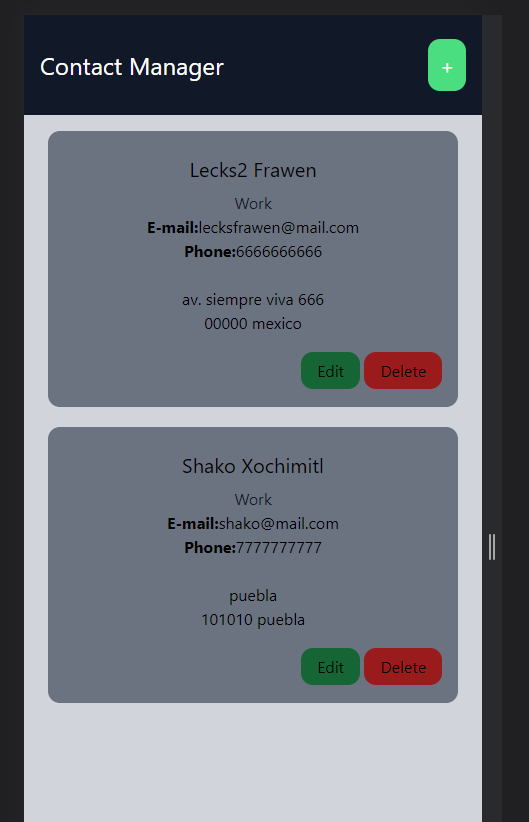 Contact Manager
+
Lecks2 Frawen
Work
E-mail:lecksfrawen@mail.com
Phone:6666666666
av. siempre viva 666
00000 mexico
Edit Delete
Shako Xochimitl
Work
E-mail:shako@mail.com
Phone:7777777777
puebla
101010 puebla
Edit Delete